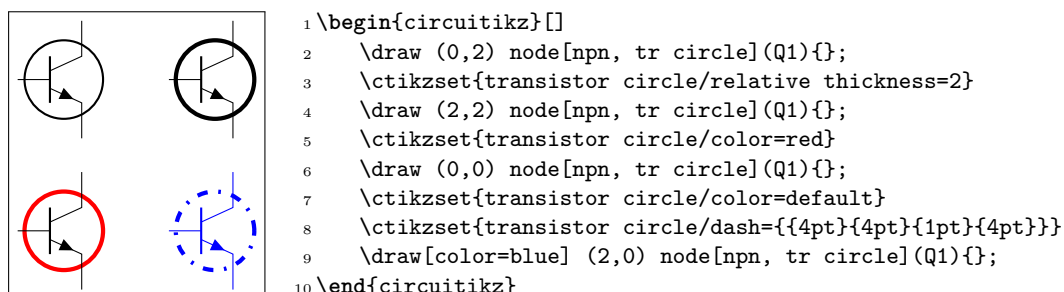 1 \begin{circuitikz}[]
2 \draw (0,2) node[npn, tr circle](Q1){};
3 \ctikzset{transistor circle/relative thickness=2}
4 \draw (2,2) node[npn, tr circle](Q1){};
5 \ctikzset{transistor circle/color=red}
6 \draw (0,0) node[npn, tr circle](Q1){};
7 \ctikzset{transistor circle/color=default}
8 \ctikzset{transistor circle/dash={{4pt}{4pt}{1pt}{4pt}}}
9 \draw[color=blue] (2,0) node[npn, tr circle](Q1){};
10 \end{circuitikz}